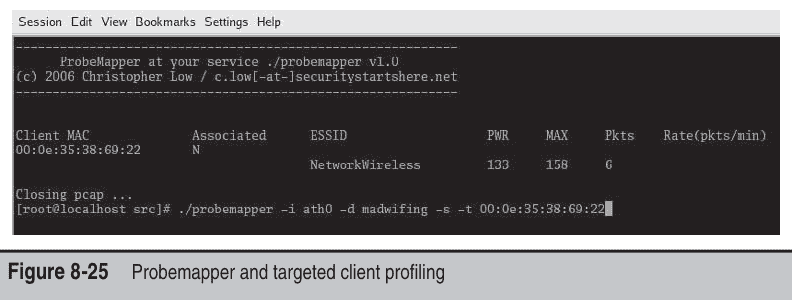 Session Edit View Bookmarks Settings Help
------------------------------------------------------------
ProbeMapper at your service ./probemapper v1.0
(c) 2006 Christopher Low / c.low[-at-]securitystartshere.net
------------------------------------------------------------
Client MAC Associated ESSID PWR MAX Pkts Rate(pkts/min)
00:0e:35:38:69:22 N
NetworkWireless 133 158 6
Closing pcap ...
[root@localhost src]# ./probemapper -i ath0 -d madwifing -s -t 00:0e:35:38:69:22
Figure 8-25 Probemapper and targeted client profiling